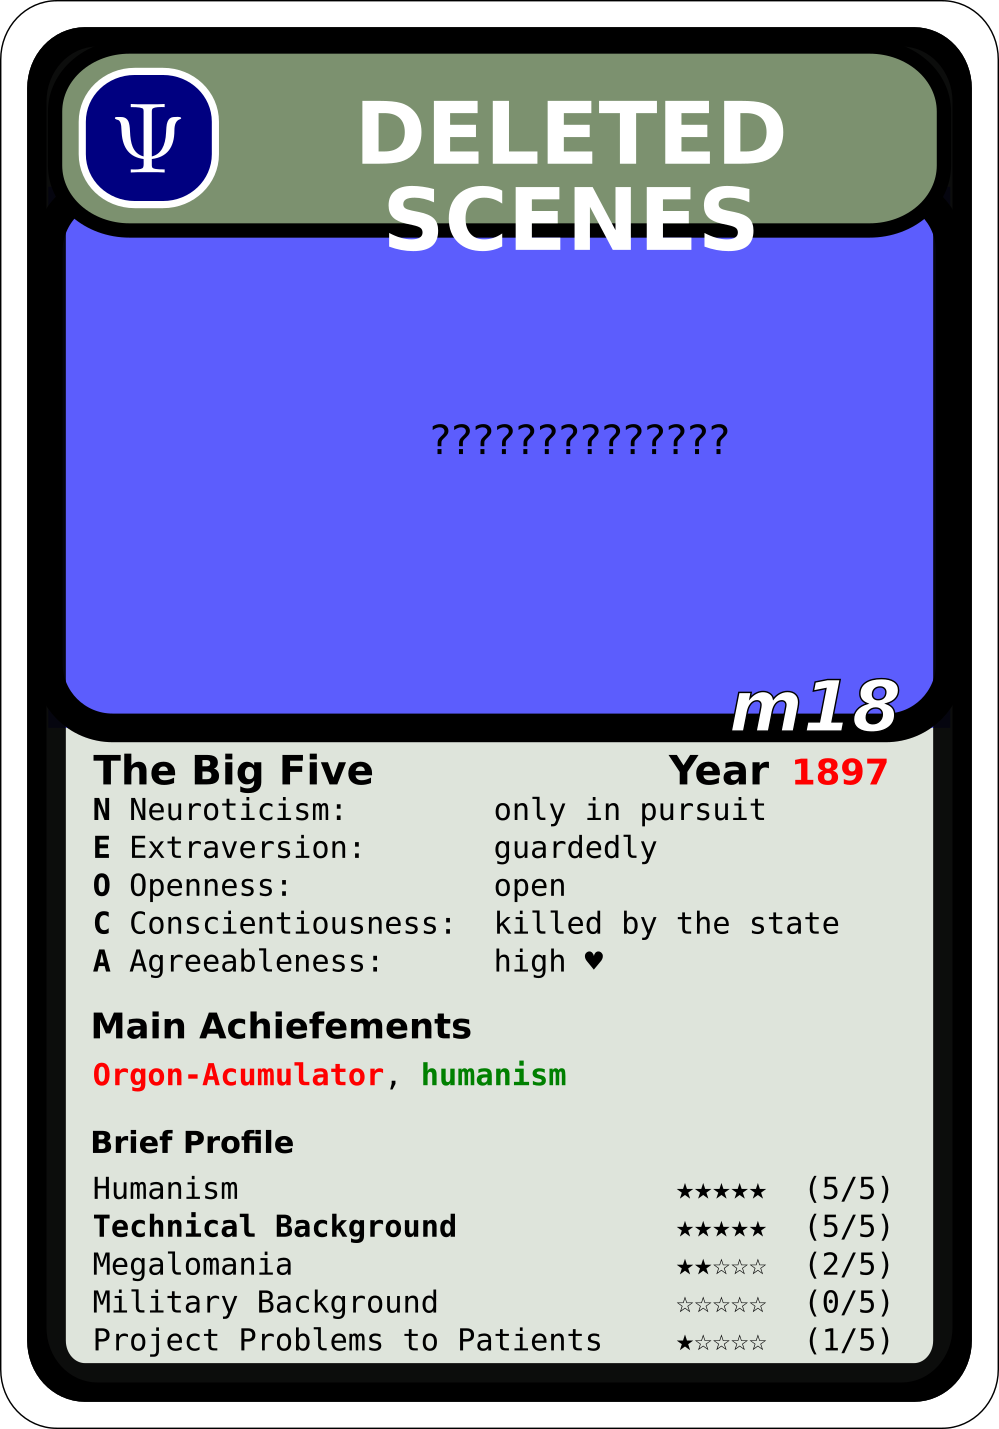 Ψ
DELETED
SCENES
??????????????
m18
The Big Five Year 1897
N Neuroticism: only in pursuit
E Extraversion: guardedly
O Openness: open
C Conscientiousness: killed by the state
A Agreeableness: high ♥
Main Achiefements
Orgon-Acumulator, humanism
Brief Profile
Humanism ★★★★★ (5/5)
Technical Background ★★★★★ (5/5)
Megalomania ★★☆☆☆ (2/5)
Military Background ☆☆☆☆☆ (0/5)
Project Problems to Patients ★☆☆☆☆ (1/5)